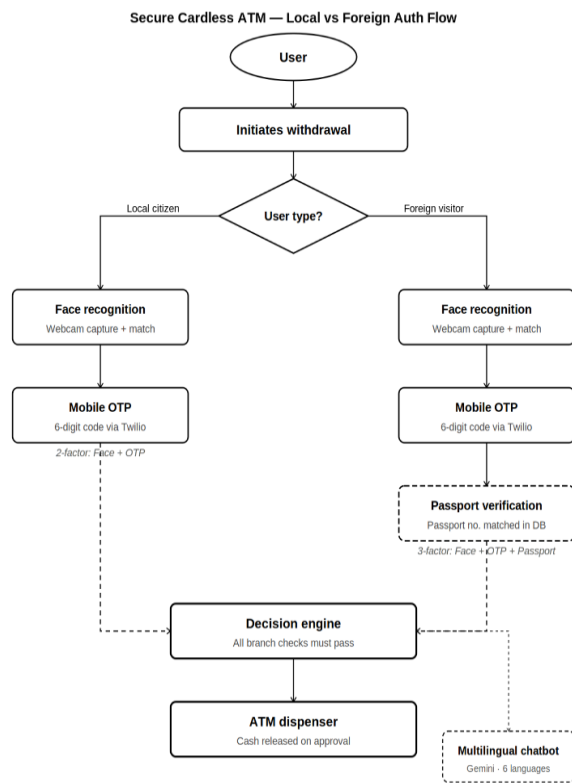 Secure Cardless ATM — Local vs Foreign Auth Flow
User
Initiates withdrawal
User type?
Local citizen
Foreign visitor
Face recognition
Webcam capture + match
Face recognition
Webcam capture + match
Mobile OTP
6-digit code via Twilio
2-factor: Face + OTP
Mobile OTP
6-digit code via Twilio
Passport verification
Passport no. matched in DB
3-factor: Face + OTP + Passport
Decision engine
All branch checks must pass
ATM dispenser
Cash released on approval
Multilingual chatbot
Gemini · 6 languages